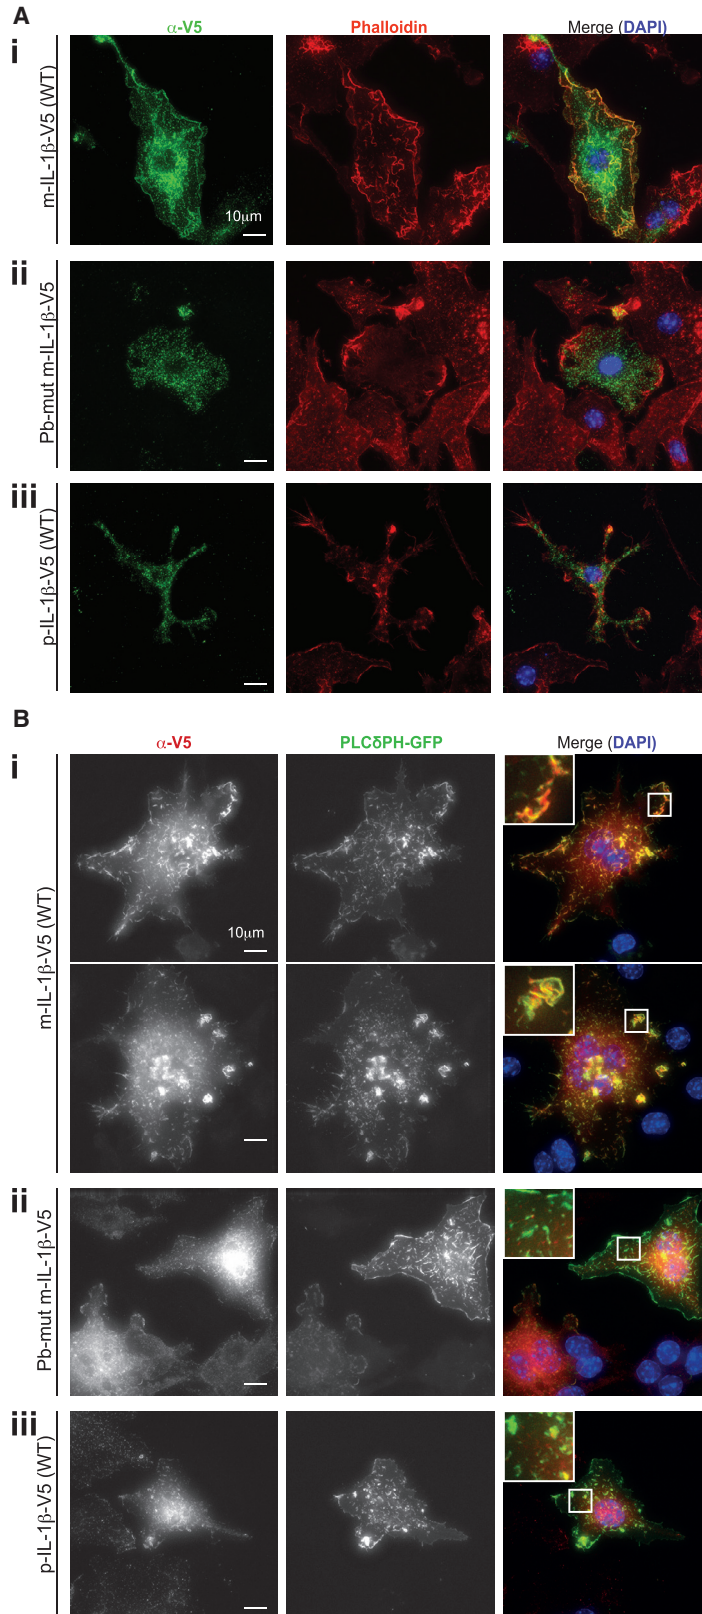 A
α-V5 Phalloidin Merge (DAPI)
i
m-IL-1β-V5 (WT)
10μm
ii
Pb-mut m-IL-1β-V5
iii
p-IL-1β-V5 (WT)
B
α-V5 PLCδPH-GFP Merge (DAPI)
i
m-IL-1β-V5 (WT)
10μm
ii
Pb-mut m-IL-1β-V5
iii
p-IL-1β-V5 (WT)